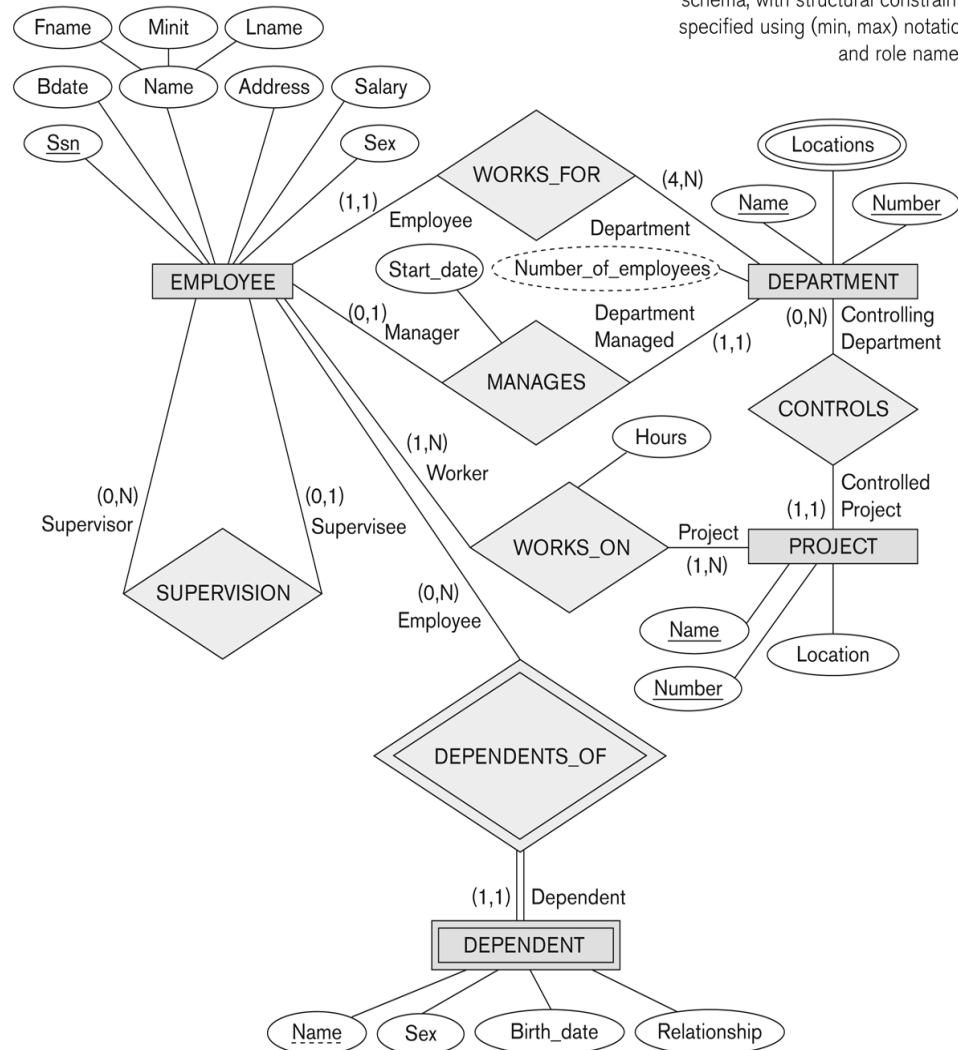 schema, with structural constrain
specified using (min, max) notatio
and role name
Fname
Minit
Lname
Bdate
Name
Address
Salary
Ssn
Sex
WORKS_FOR
Locations
(1,1)
Employee
(4,N)
Department
Name
Number
EMPLOYEE
Start_date
Number_of_employees
DEPARTMENT
(0,1)
Manager
MANAGES
Department
Managed
(1,1)
(0,N)
Controlling
Department
CONTROLS
Hours
(1,N)
Worker
(0,N)
Supervisor
(0,1)
Supervisee
Controlled
Project
(1,1)
WORKS_ON
Project
(1,N)
PROJECT
SUPERVISION
(0,N)
Employee
Name
Number
Location
DEPENDENTS_OF
(1,1)
Dependent
DEPENDENT
Name
Sex
Birth_date
Relationship